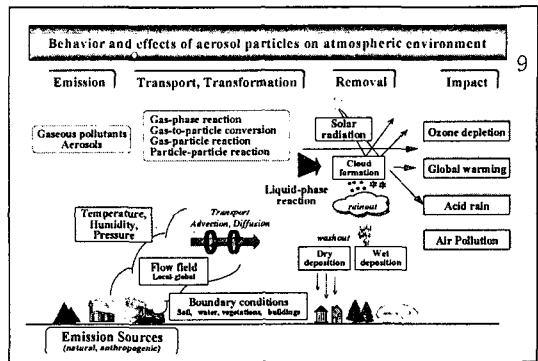 Behavior and effects of aerosol particles on atmospheric environment
9
Emission
Transport, Transformation
Removal
Impact
Gaseous pollutants
Aerosols
Gas-phase reaction
Gas-to-particle conversion
Gas-particle reaction
Particle-particle reaction
Solar
radiation
Cloud
formation
Liquid-phase
reaction
rainout
Ozone depletion
Global warming
Acid rain
Air Pollution
Temperature,
Humidity,
Pressure
Transport
Advection, Diffusion
washout
Dry
deposition
Wet
deposition
Flow field
Local-global
Boundary conditions
Soil, water, vegetations, buildings
Emission Sources
(natural, anthropogenic)